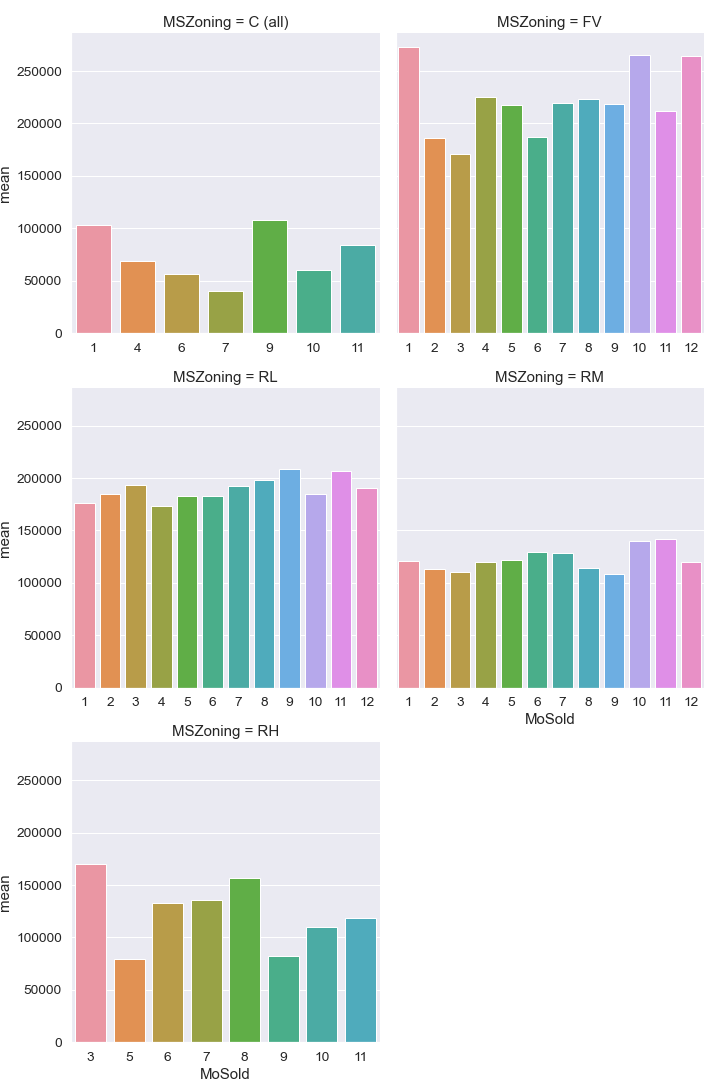 MSZoning = C (all)
MSZoning = FV
mean
250000
200000
150000
100000
50000
0
1 4 6 7 9 10 11
1 2 3 4 5 6 7 8 9 10 11 12
MSZoning = RL
MSZoning = RM
mean
250000
200000
150000
100000
50000
0
1 2 3 4 5 6 7 8 9 10 11 12
1 2 3 4 5 6 7 8 9 10 11 12
MoSold
MSZoning = RH
mean
250000
200000
150000
100000
50000
0
3 5 6 7 8 9 10 11
MoSold